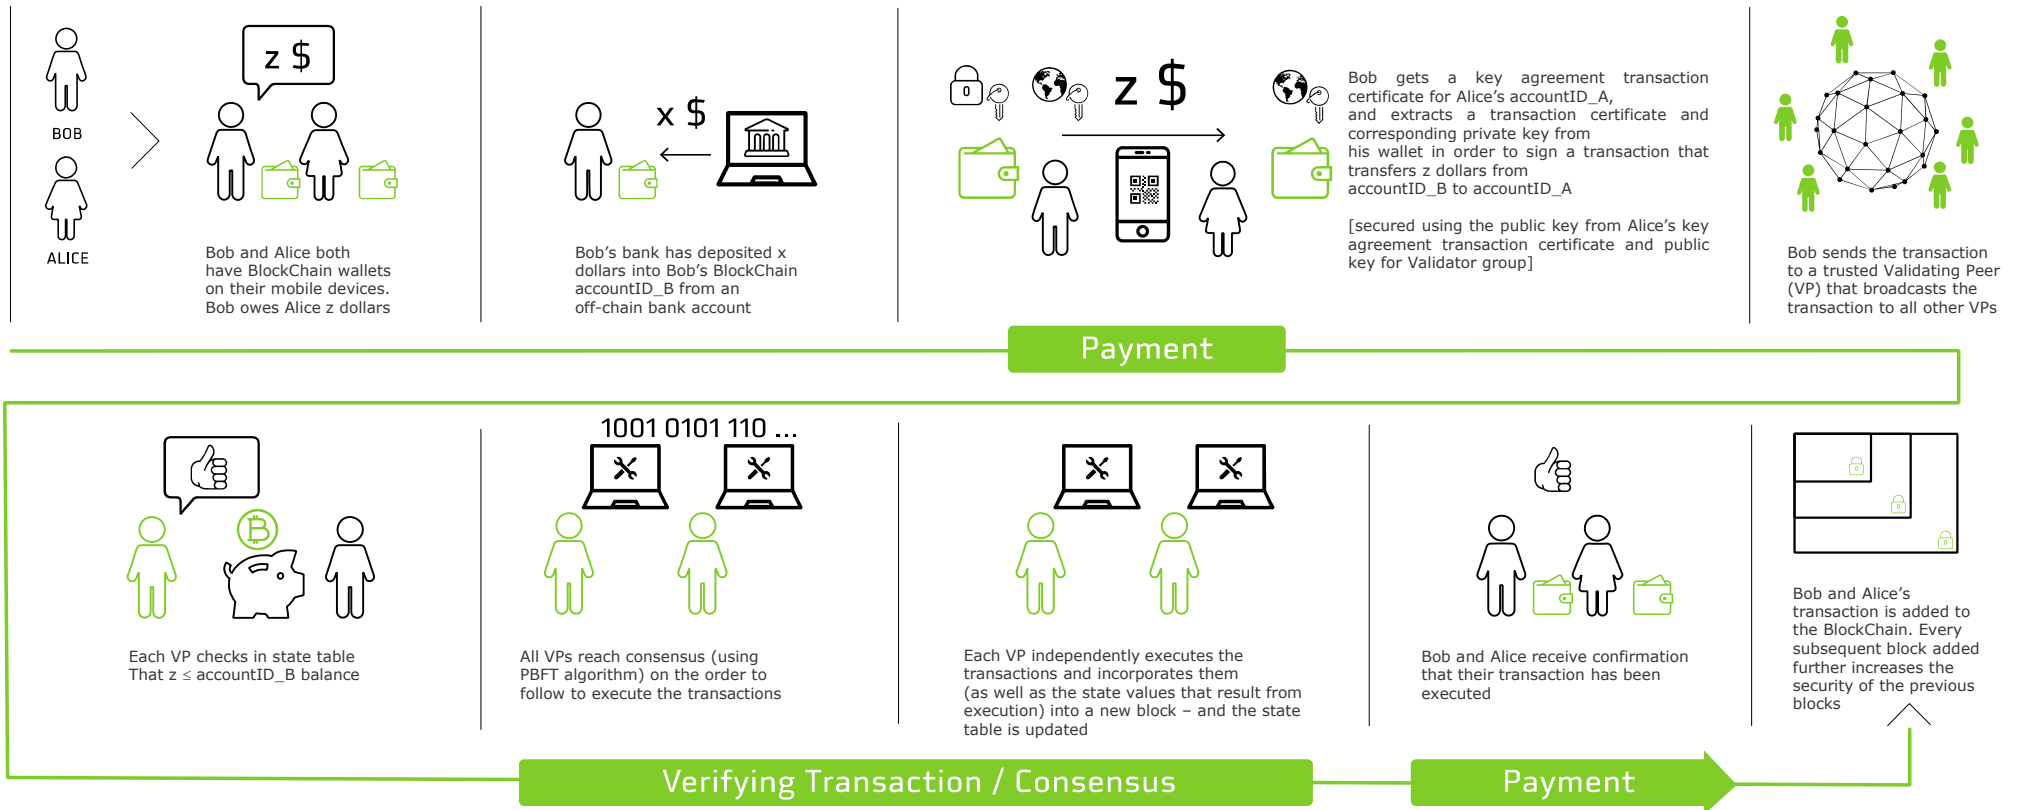 BOB
ALICE
z $
Bob and Alice both
have BlockChain wallets
on their mobile devices.
Bob owes Alice z dollars
x $
Bob’s bank has deposited x
dollars into Bob’s BlockChain
accountID_B from an
off-chain bank account
0
z $
Bob gets a key agreement transaction
certificate for Alice’s accountID_A,
and extracts a transaction certificate and
corresponding private key from
his wallet in order to sign a transaction that
transfers z dollars from
accountID_B to accountID_A
[secured using the public key from Alice’s key
agreement transaction certificate and public
key for Validator group]
Bob sends the transaction
to a trusted Validating Peer
(VP) that broadcasts the
transaction to all other VPs
Payment
B
Each VP checks in state table
That z ≤ accountID_B balance
1001 0101 110 ...
All VPs reach consensus (using
PBFT algorithm) on the order to
follow to execute the transactions
Each VP independently executes the
transactions and incorporates them
(as well as the state values that result from
execution) into a new block – and the state
table is updated
Bob and Alice receive confirmation
that their transaction has been
executed
Bob and Alice’s
transaction is added to
the BlockChain. Every
subsequent block added
further increases the
security of the previous
blocks
Verifying Transaction / Consensus
Payment